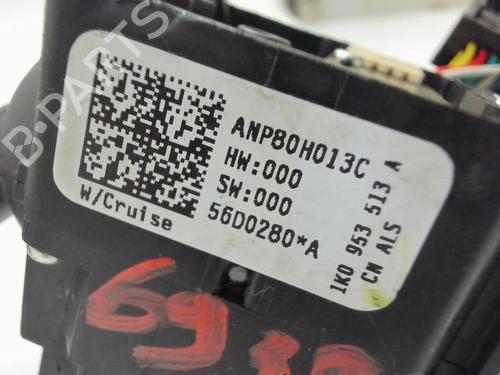 B-PARTS
ANP80H013C
HW:000
SW:000
56D0280*A
W/Cruise
1K0 953 513 A
CN ALS